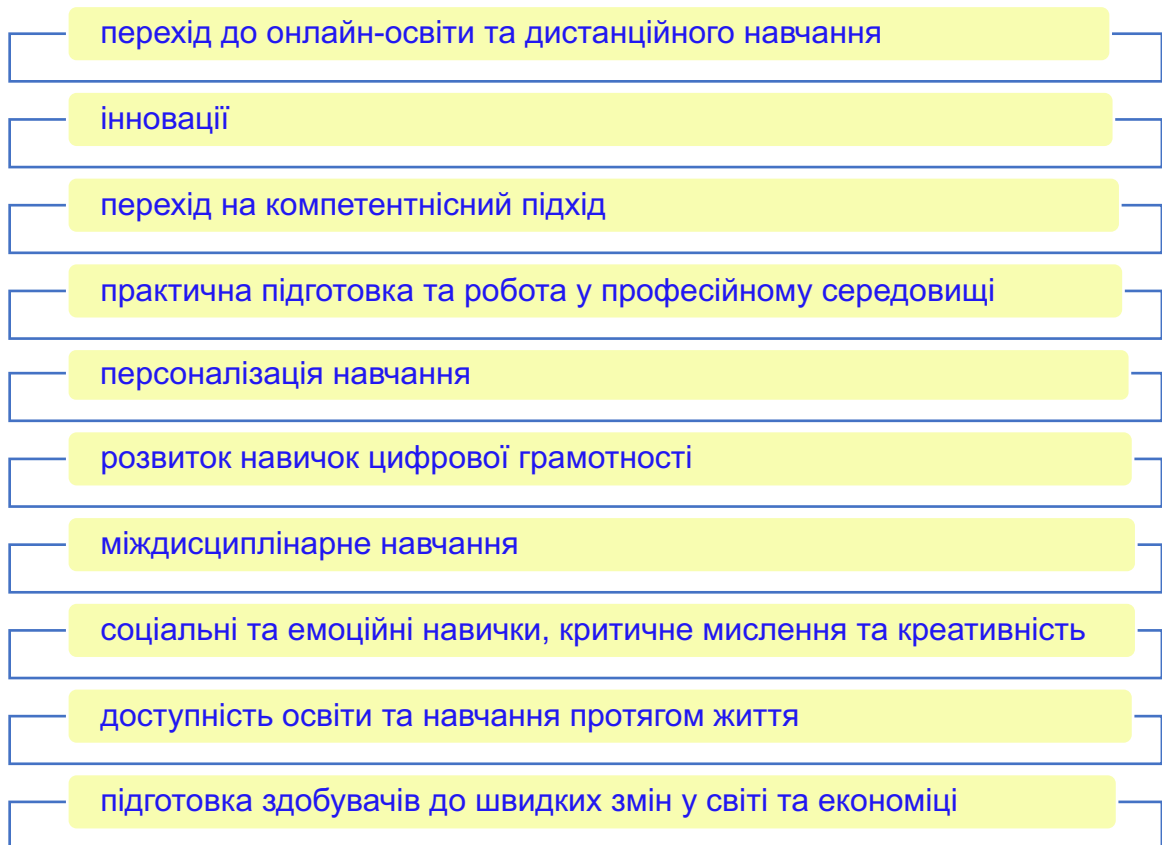 перехід до онлайн-освіти та дистанційного навчання
інновації
перехід на компетентнісний підхід
практична підготовка та робота у професійному середовищі
персоналізація навчання
розвиток навичок цифрової грамотності
міждисциплінарне навчання
соціальні та емоційні навички, критичне мислення та креативність
доступність освіти та навчання протягом життя
підготовка здобувачів до швидких змін у світі та економіці